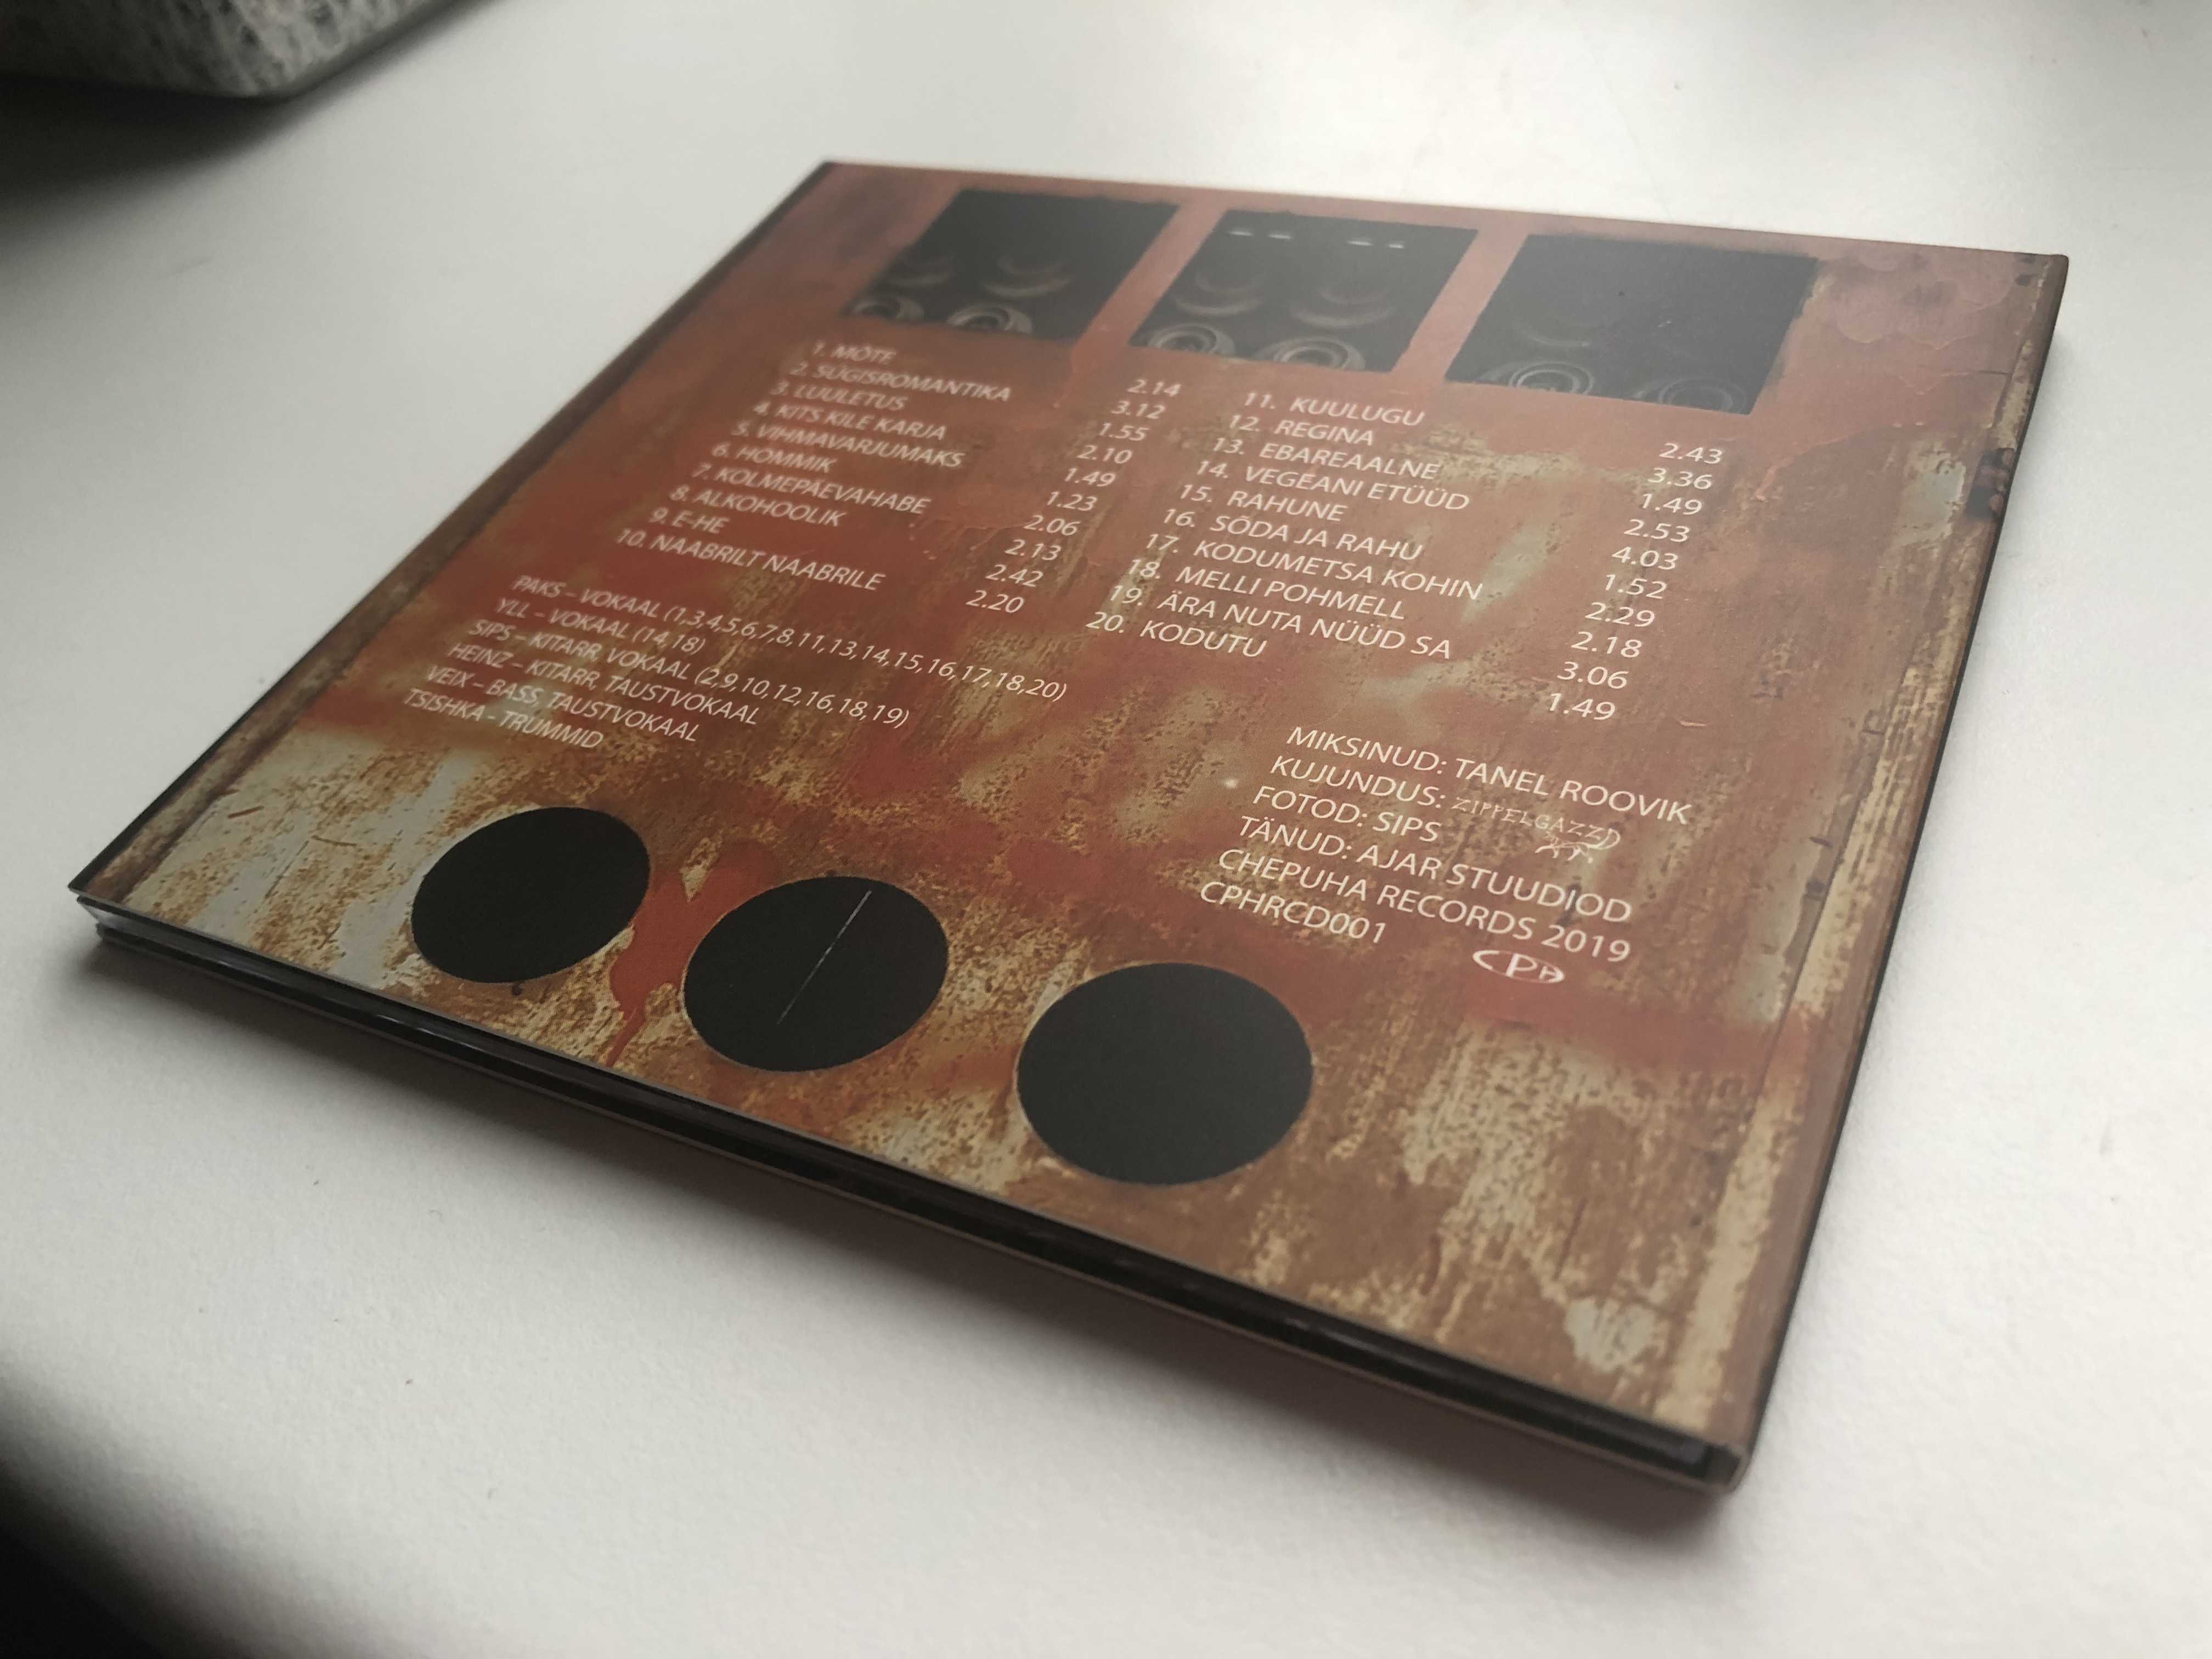 1. MÕTE 2.14
2. SÜGISROMANTIKA 3.12
3. LUULETUS 1.55
4. KITS KILE KARJA 2.10
5. VIHMAVARJUMAKS 1.49
6. HOMMIK 1.23
7. KOLMEPÄEVAHABE 2.06
8. ALKOHOOLIK 2.13
9. E-HE 2.42
10. NAABRILT NAABRILE 2.20
11. KUULUGU 2.43
12. REGINA 3.36
13. EBAREAALNE 1.49
14. VEGEANI ETÜÜD 2.53
15. RAHUNE 4.03
16. SÕDA JA RAHU 1.52
17. KODUMETSA KOHIN 2.29
18. MELLI POHMELL 2.18
19. ÄRA NUTA NÜÜD SA 3.06
20. KODUTU 1.49
PAKS – VOKAAL (1,3,4,5,6,7,8,11,13,14,15,16,17,18,20)
YLL – VOKAAL (14,18)
SIPS – KITARR, VOKAAL (2,9,10,12,16,18,19)
HEINZ – KITARR, TAUSTVOKAAL
VEIX – BASS, TAUSTVOKAAL
TSISHKA - TRUMMID
MIKSINUD: TANEL ROOVIK
KUJUNDUS: ZIPPELGAZZD
FOTOD: SIPS
TÄNUD: AJAR STUUDIOD
CHEPUHA RECORDS 2019
CPHRCD001
CPH